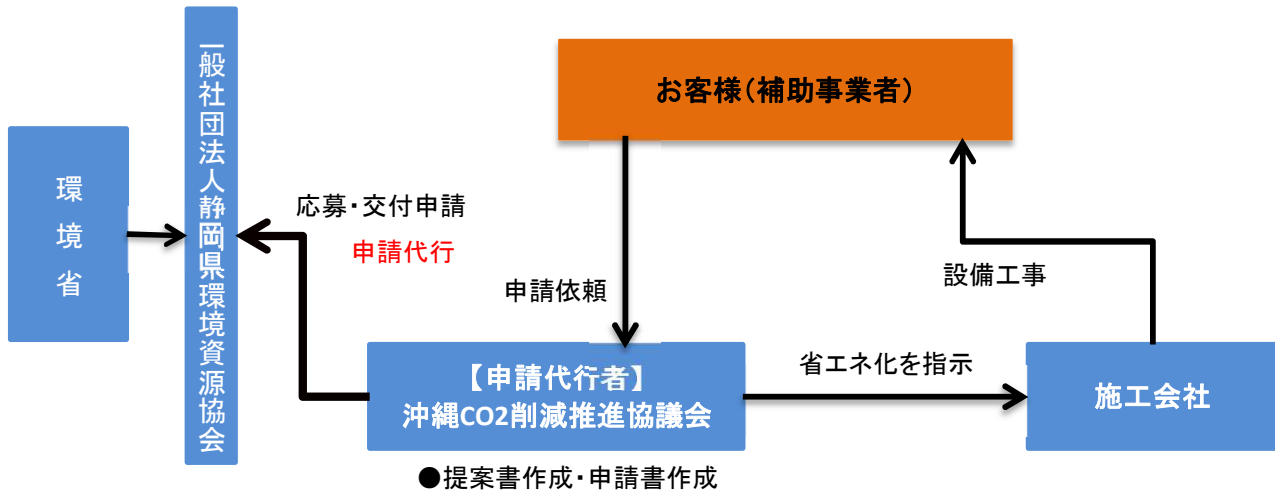 環境省
一般社団法人静岡県環境資源協会
お客様(補助事業者)
応募・交付申請
申請代行
申請依頼
設備工事
【申請代行者】
沖縄CO2削減推進協議会
省エネ化を指示
施工会社
●提案書作成・申請書作成